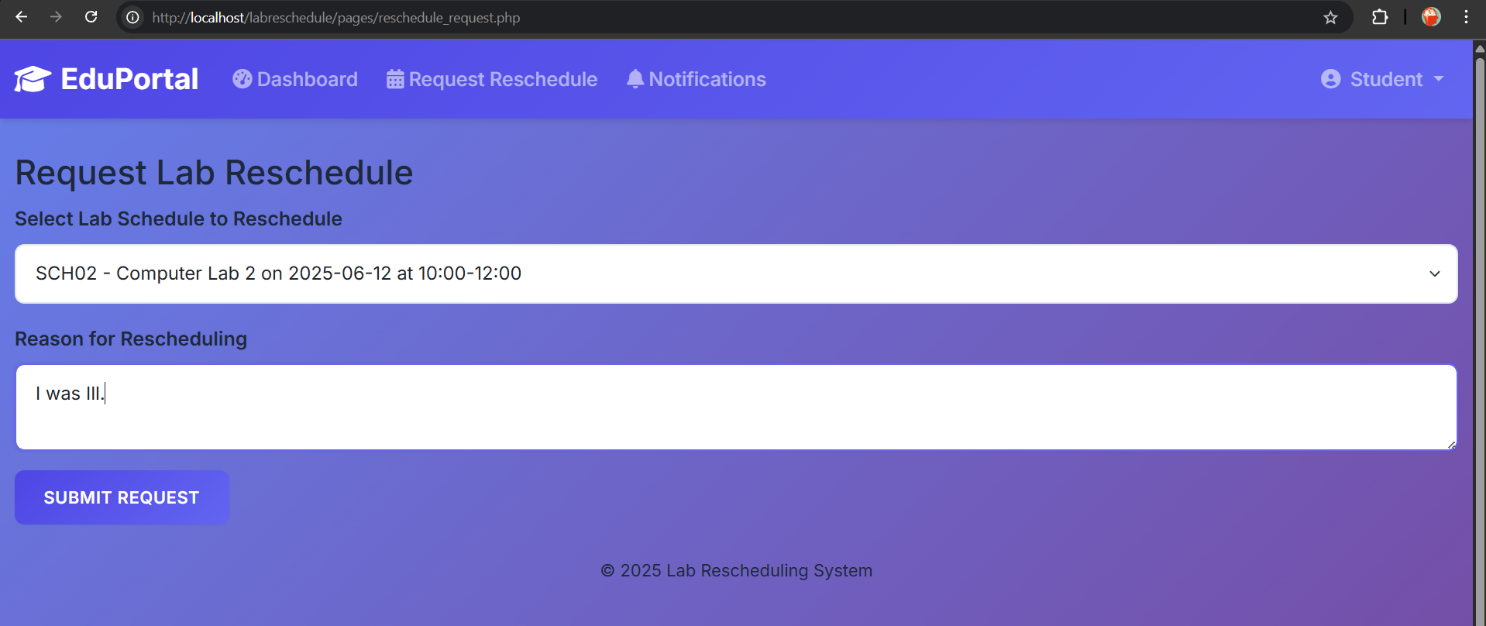 http://localhost/labreschedule/pages/reschedule_request.php
EduPortal Dashboard Request Reschedule Notifications Student
Request Lab Reschedule
Select Lab Schedule to Reschedule
SCH02 - Computer Lab 2 on 2025-06-12 at 10:00-12:00
Reason for Rescheduling
I was Ill.
SUBMIT REQUEST
© 2025 Lab Rescheduling System